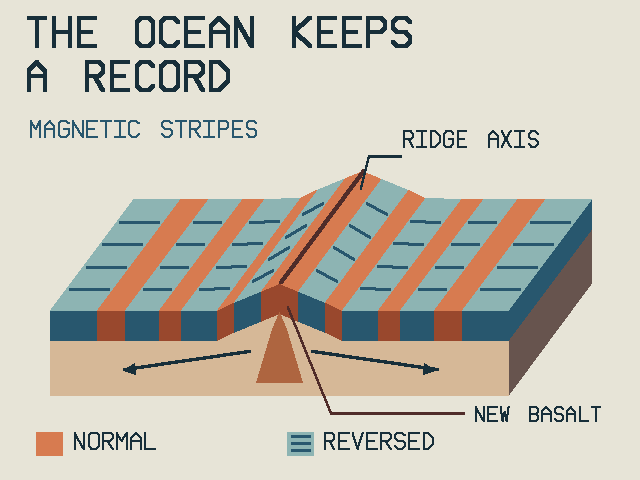 THE OCEAN KEEPS
A RECORD
MAGNETIC STRIPES
RIDGE AXIS
NEW BASALT
NORMAL
REVERSED